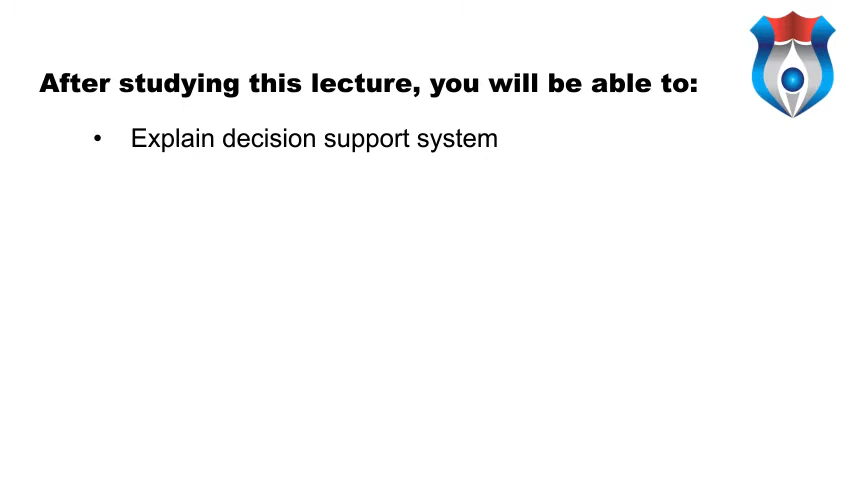 After studying this lecture, you will be able to:
• Explain decision support system